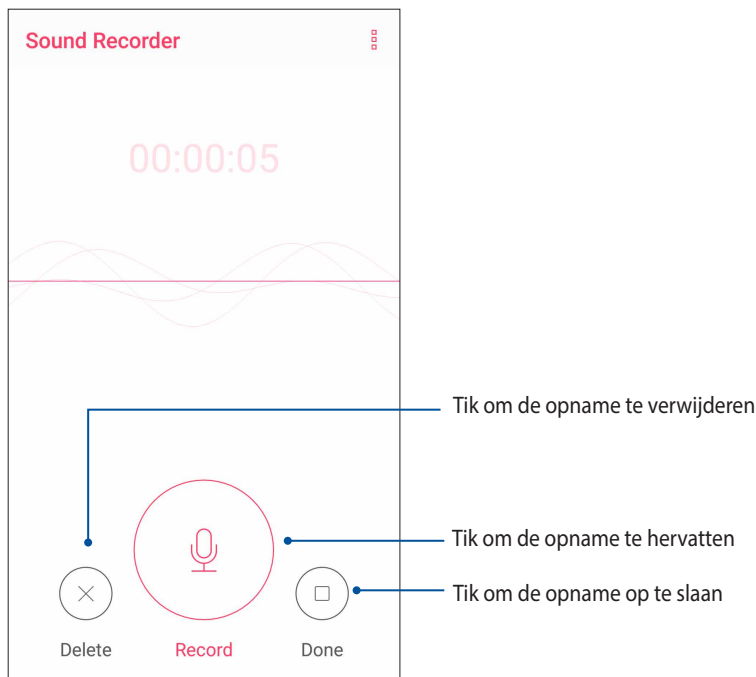 Sound Recorder
00:00:05
Tik om de opname te verwijderen
Tik om de opname te hervatten
Tik om de opname op te slaan
Delete Record Done